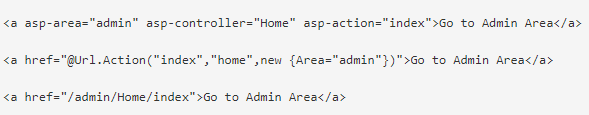 <a asp-area="admin" asp-controller="Home" asp-action="index">Go to Admin Area</a>
<a href="@Url.Action("index","home",new {Area="admin"})">Go to Admin Area</a>
<a href="/admin/Home/index">Go to Admin Area</a>